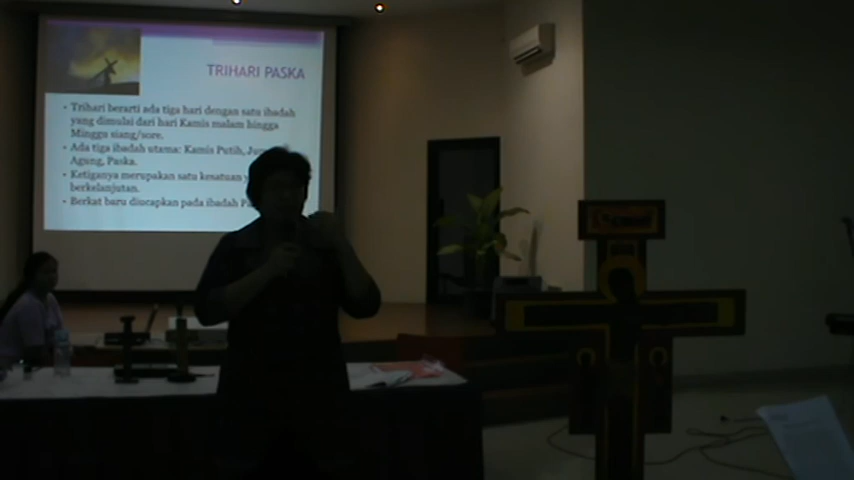 TRIHARI PASKA
• Trihari berarti ada tiga hari dengan satu ibadah
yang dimulai dari hari Kamis malam hingga
Minggu siang/sore.
• Ada tiga ibadah utama: Kamis Putih,
Agung, Paska.
• Ketiganya merupakan satu kesatuan
berkelanjutan.
• Berkat baru diucapkan pada ibadah